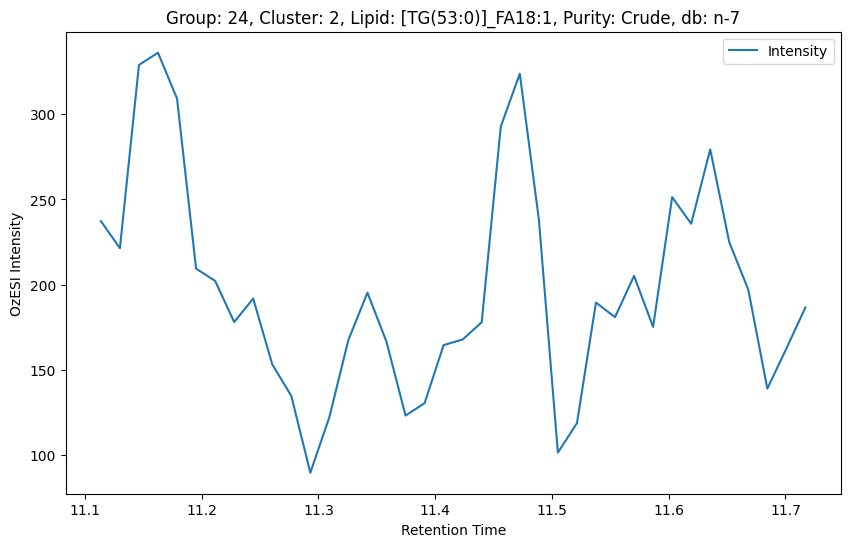 Group: 24, Cluster: 2, Lipid: [TG(53:0)]_FA18:1, Purity: Crude, db: n-7
Intensity
300
250
200
150
100
OzESI Intensity
11.1 11.2 11.3 11.4 11.5 11.6 11.7
Retention Time